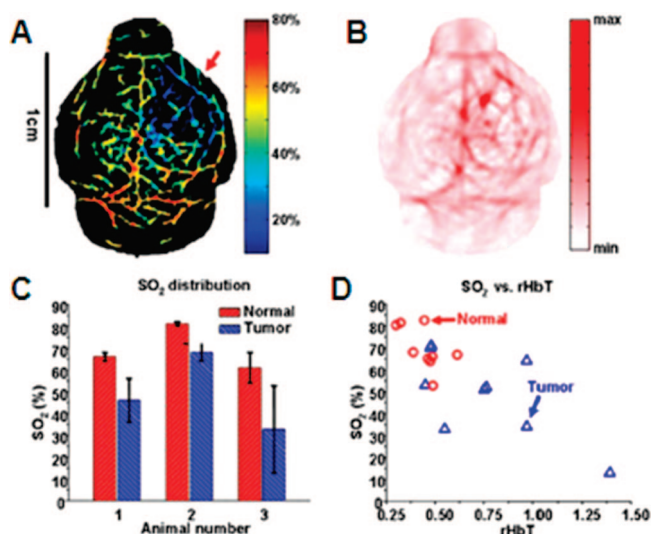 A
80%
60%
40%
20%
1cm
B
max
min
C
SO2 distribution
Normal
Tumor
SO2 (%)
90
80
70
60
50
40
30
20
10
0
1
2
3
Animal number
D
SO2 vs. rHbT
Normal
Tumor
SO2 (%)
90
80
70
60
50
40
30
20
10
0
0.25
0.50
0.75
1.00
1.25
1.50
rHbT